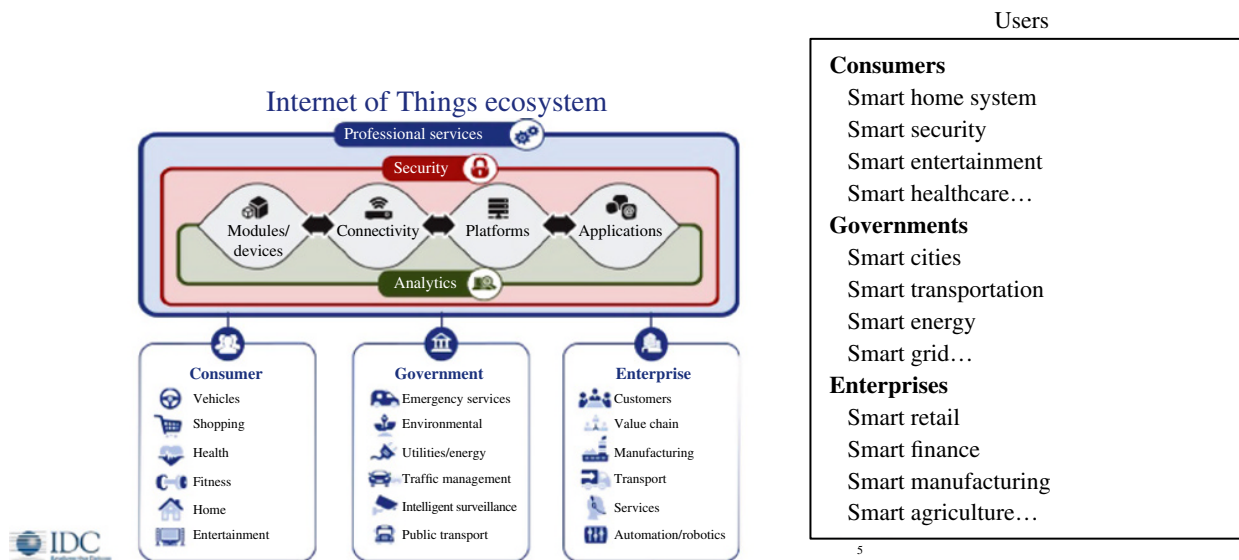 Internet of Things ecosystem
Professional services
Security
Modules/
devices
Connectivity
Platforms
Applications
Analytics
Consumer
Vehicles
Shopping
Health
Fitness
Home
Entertainment
Government
Emergency services
Environmental
Utilities/energy
Traffic management
Intelligent surveillance
Public transport
Enterprise
Customers
Value chain
Manufacturing
Transport
Services
Automation/robotics
IDC
Users
Consumers
Smart home system
Smart security
Smart entertainment
Smart healthcare…
Governments
Smart cities
Smart transportation
Smart energy
Smart grid…
Enterprises
Smart retail
Smart finance
Smart manufacturing
Smart agriculture…
5